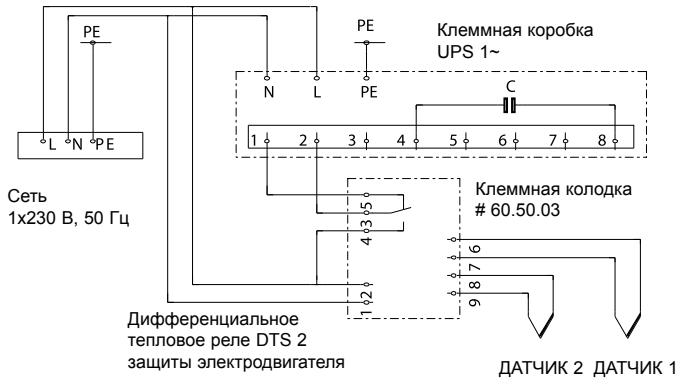 PE
PE
Клеммная коробка
UPS 1~
N L PE
C
1 2 3 4 5 6 7 8
L N PE
Сеть
1x230 В, 50 Гц
Клеммная колодка
# 60.50.03
5
3
4
6
7
8
9
2
1
Дифференциальное
тепловое реле DTS 2
защиты электродвигателя
ДАТЧИК 2 ДАТЧИК 1